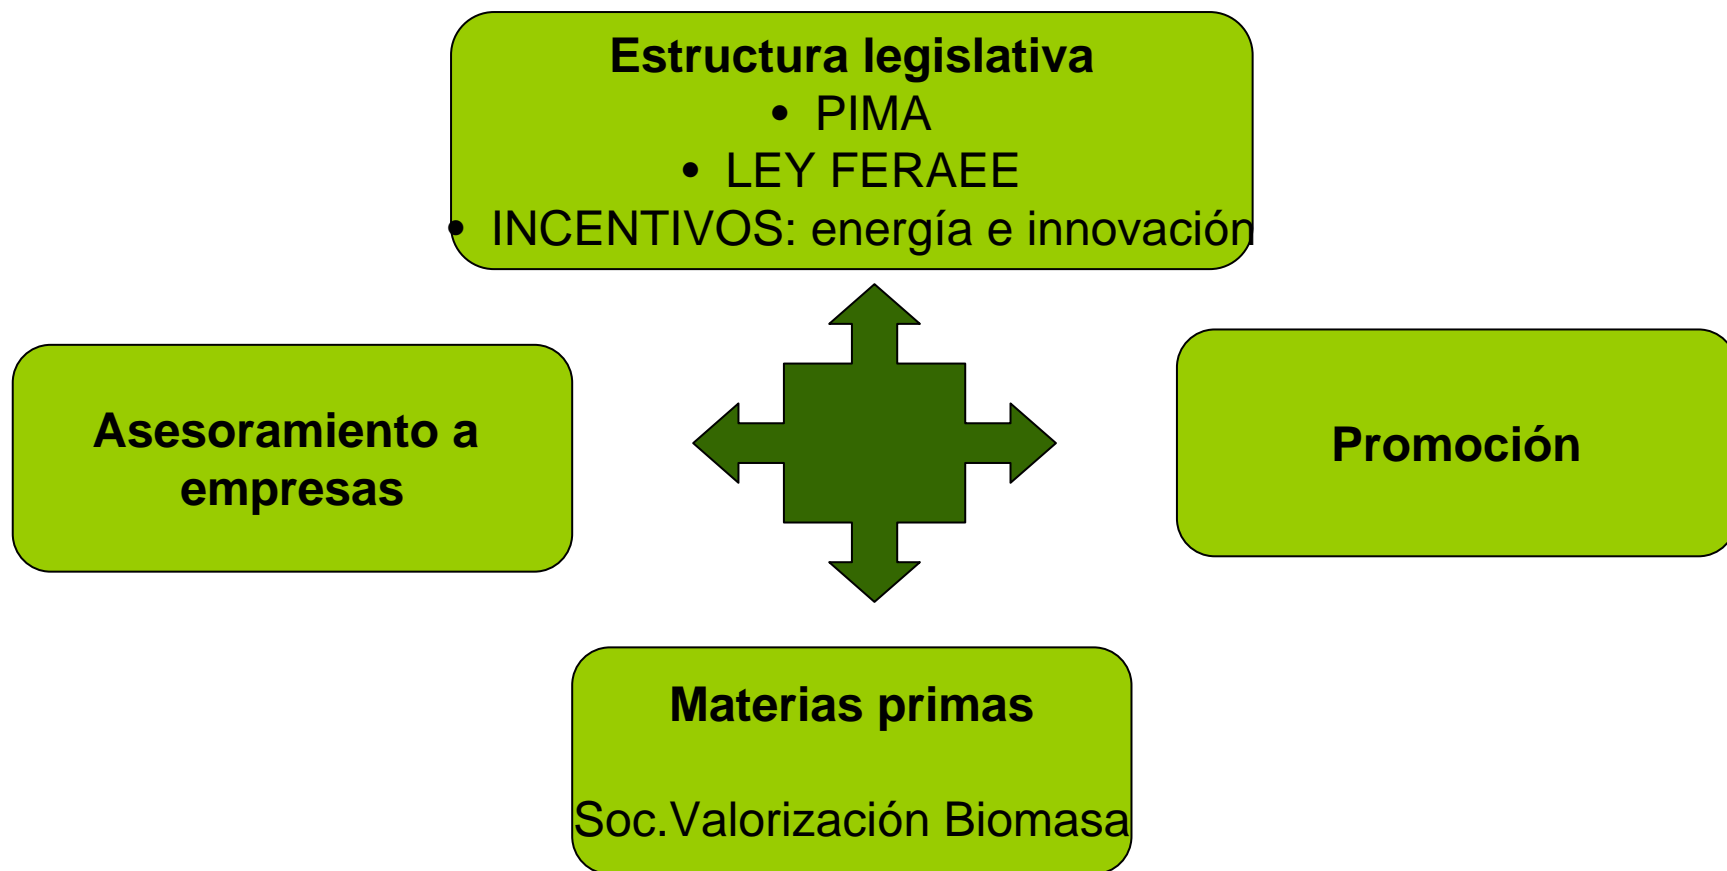 Estructura legislativa
• PIMA
• LEY FERAEE
• INCENTIVOS: energía e innovación
Asesoramiento a
empresas
Promoción
Materias primas
Soc.Valorización Biomasa